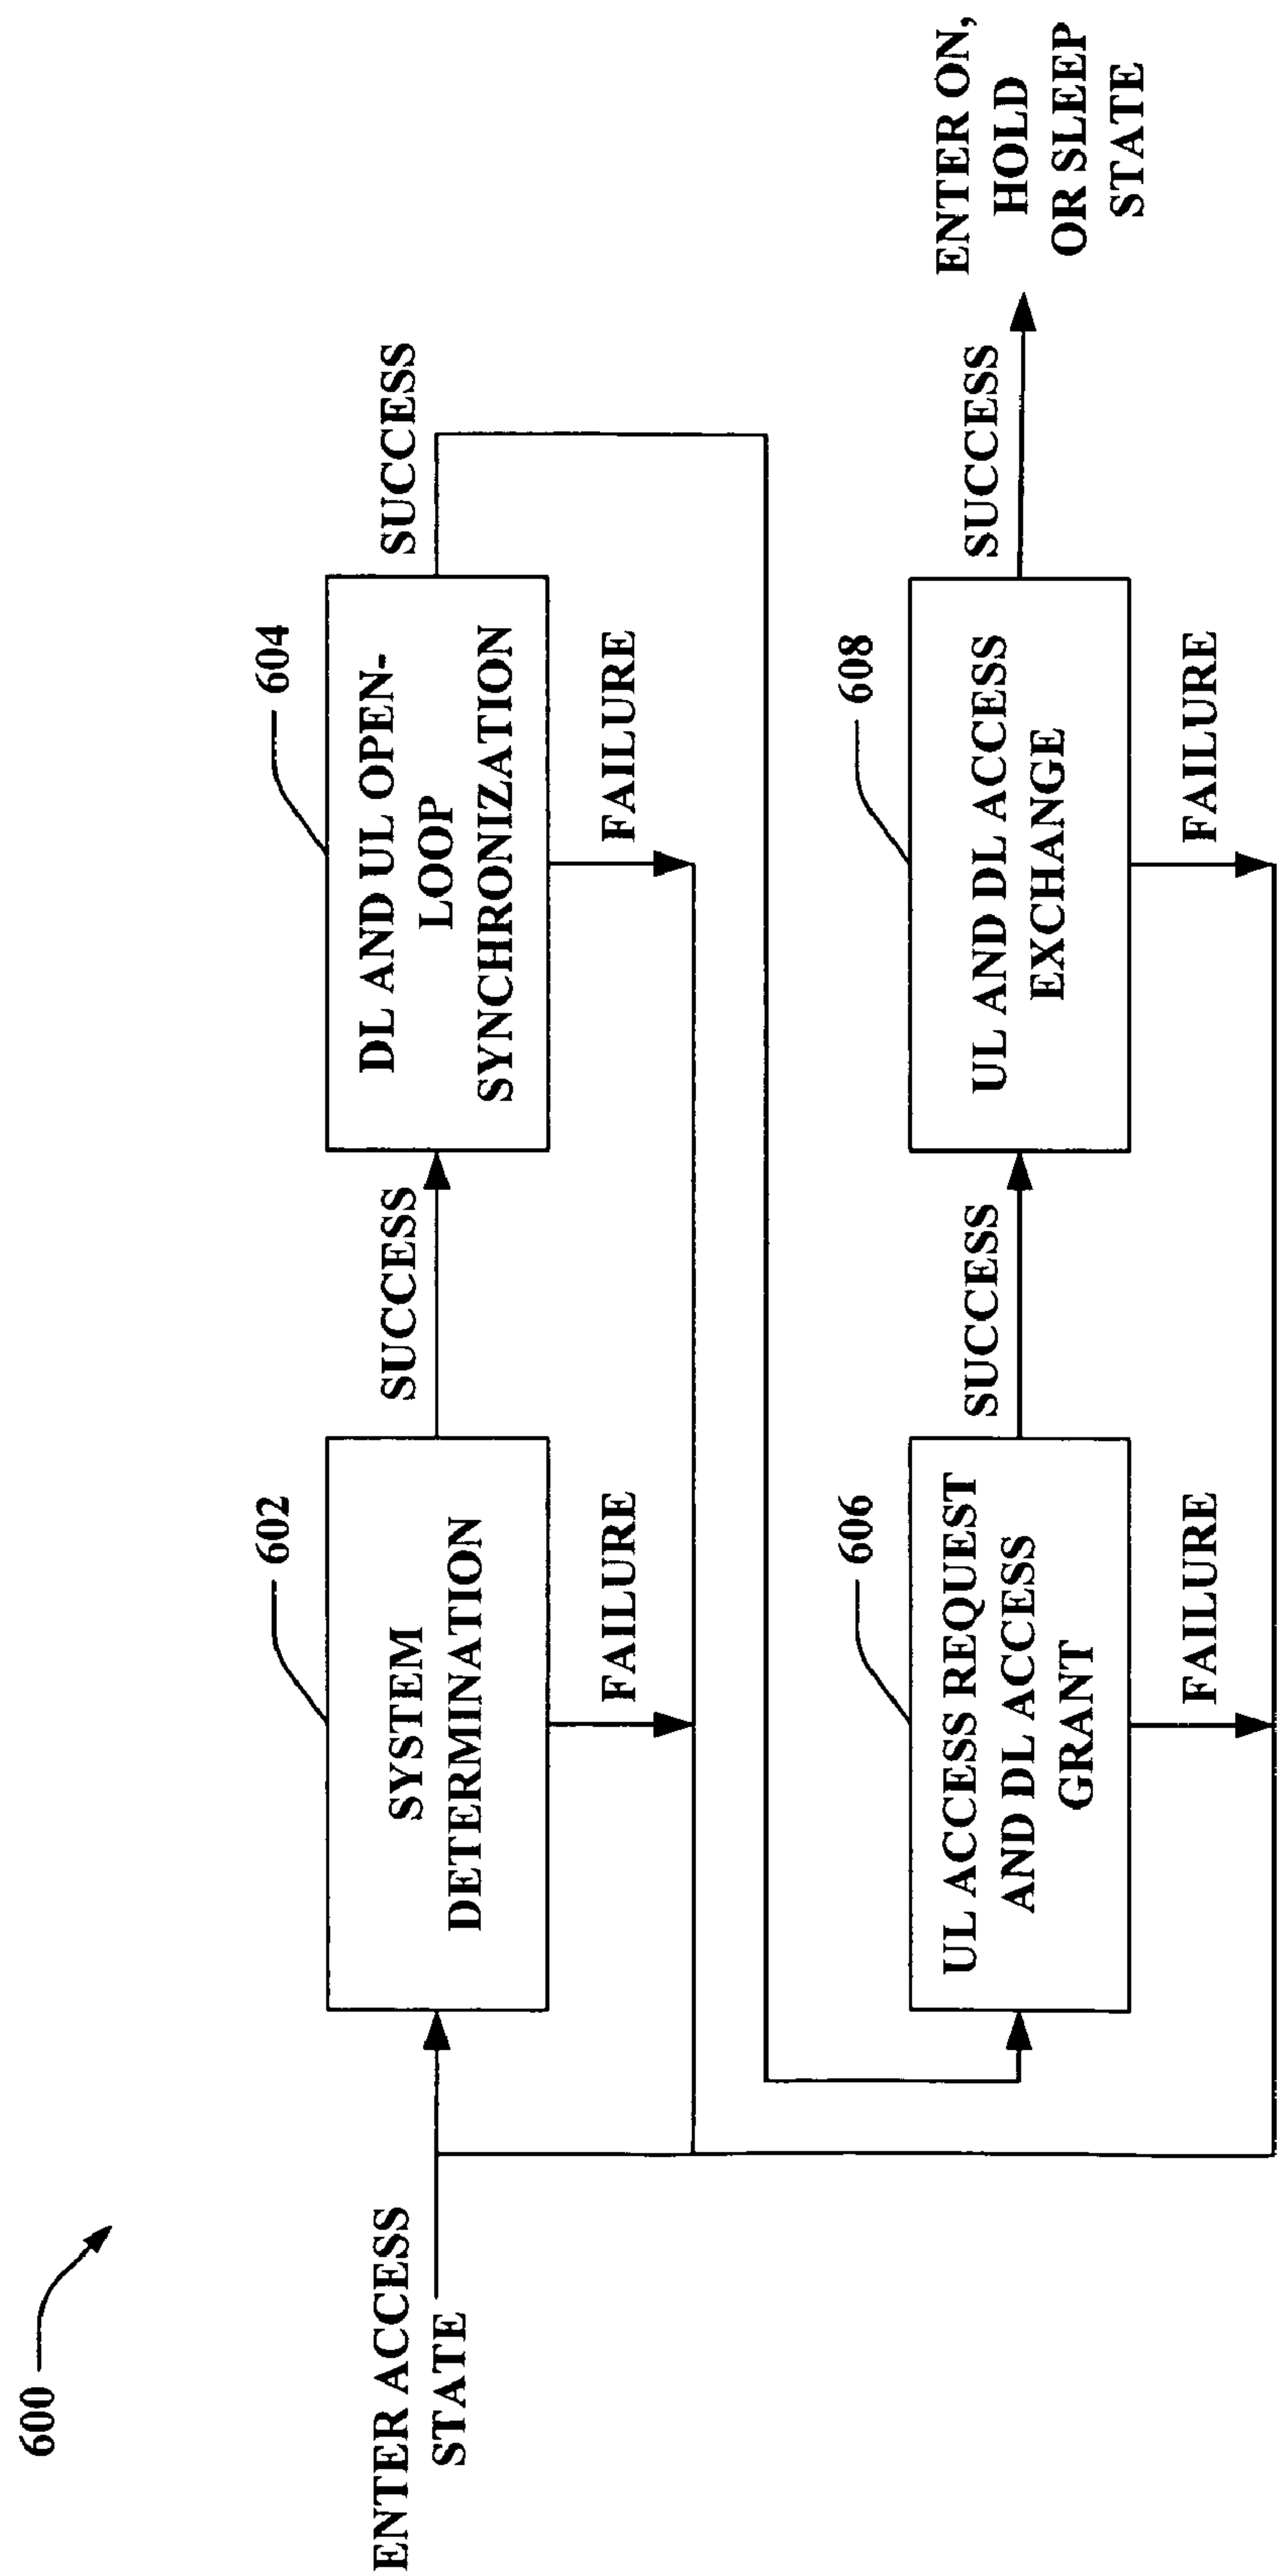 600
ENTER ACCESS
STATE
602
SYSTEM
DETERMINATION
FAILURE
SUCCESS
604
DL AND UL OPEN-
LOOP
SYNCHRONIZATION
FAILURE
SUCCESS
606
UL ACCESS REQUEST
AND DL ACCESS
GRANT
FAILURE
SUCCESS
608
UL AND DL ACCESS
EXCHANGE
FAILURE
SUCCESS
ENTER ON,
HOLD
OR SLEEP
STATE